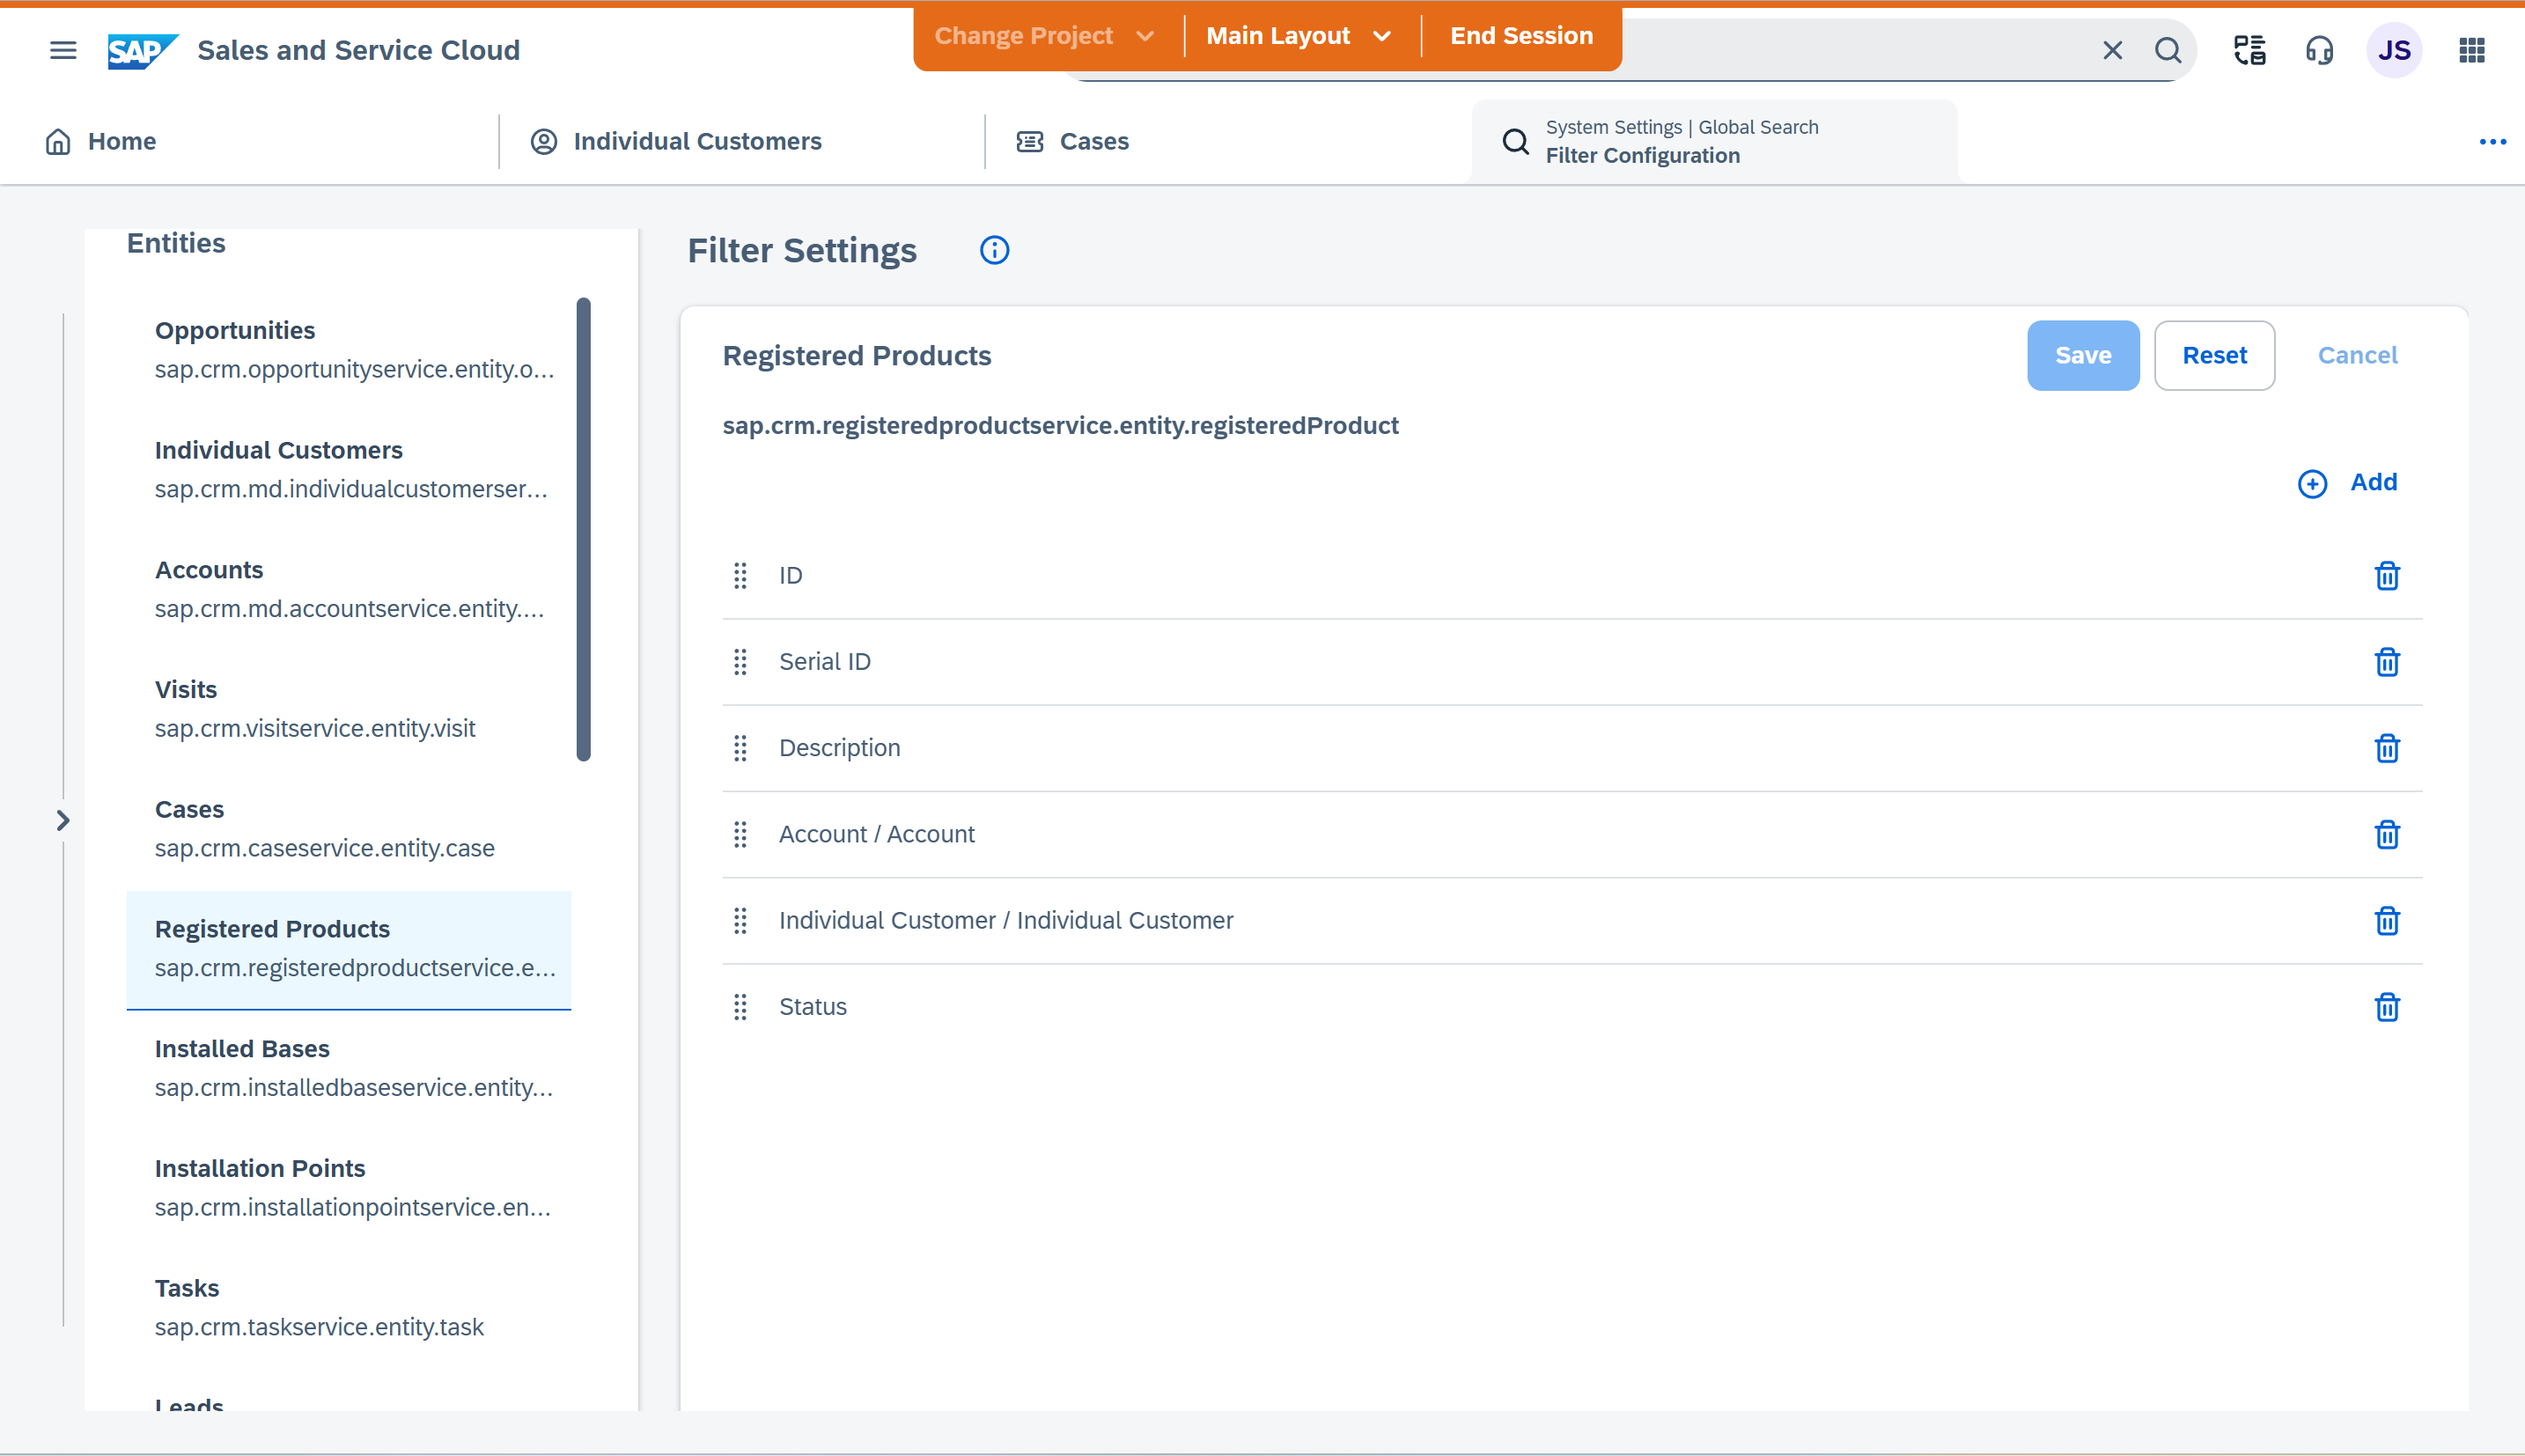 Change Project
Main Layout
End Session
SAP
Sales and Service Cloud
JS
Home
Individual Customers
Cases
System Settings | Global Search
Filter Configuration
Entities
Opportunities
sap.crm.opportunityservice.entity.o...
Individual Customers
sap.crm.md.individualcustomerser...
Accounts
sap.crm.md.accountservice.entity....
Visits
sap.crm.visitservice.entity.visit
Cases
sap.crm.caseservice.entity.case
Registered Products
sap.crm.registeredproductservice.e...
Installed Bases
sap.crm.installedbaseservice.entity...
Installation Points
sap.crm.installationpointservice.en...
Tasks
sap.crm.taskservice.entity.task
Leads
Filter Settings
Registered Products
Save
Reset
Cancel
sap.crm.registeredproductservice.entity.registeredProduct
Add
ID
Serial ID
Description
Account / Account
Individual Customer / Individual Customer
Status